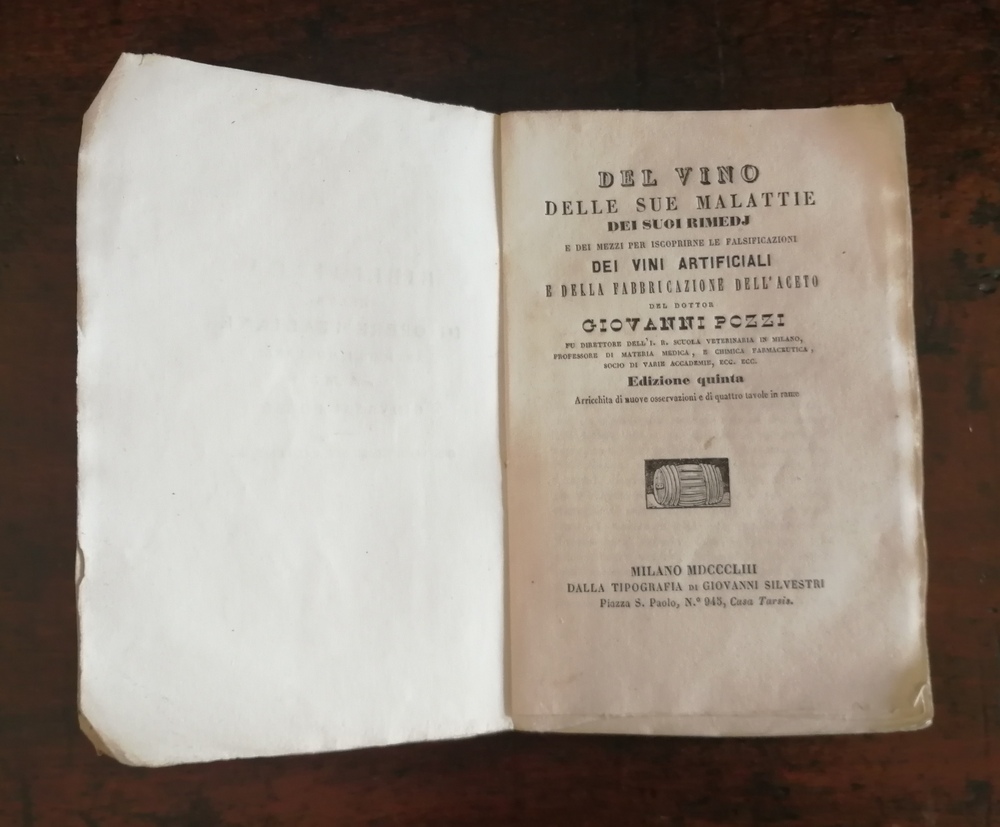 DEL VINO
DELLE SUE MALATTIE
DEI SUOI RIMEDJ
E DEI MEZZI PER ISCOPRIRNE LE FALSIFICAZIONI
DEI VINI ARTIFICIALI
E DELLA FABBRICAZIONE DELL'ACETO
DEL DOTTOR
GIOVANNI POZZI
FU DIRETTORE DELL'I. R. SCUOLA VETERINARIA IN MILANO,
PROFESSORE DI MATERIA MEDICA, E CHIMICA FARMACEUTICA,
SOCIO DI VARIE ACCADEMIE, ECC. ECC.
Edizione quinta
Arricchita di nuove osservazioni e di quattro tavole in rame
MILANO MDCCCLIII
DALLA TIPOGRAFIA DI GIOVANNI SILVESTRI
Piazza S. Paolo, N.º 945, Casa Tarsis.